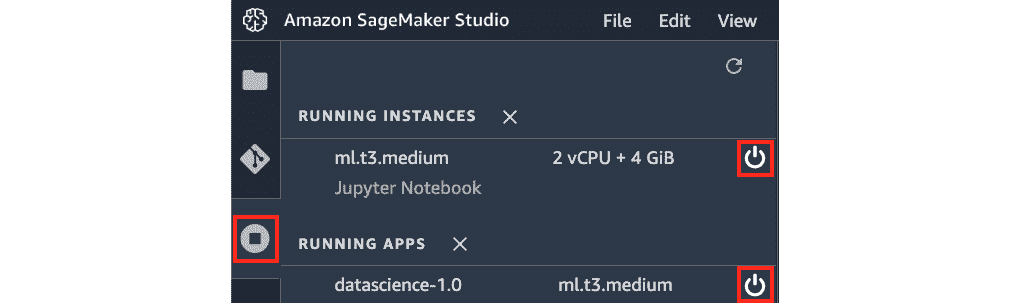 Amazon SageMaker Studio File Edit View
RUNNING INSTANCES
ml.t3.medium 2 vCPU + 4 GiB
Jupyter Notebook
RUNNING APPS
datascience-1.0 ml.t3.medium